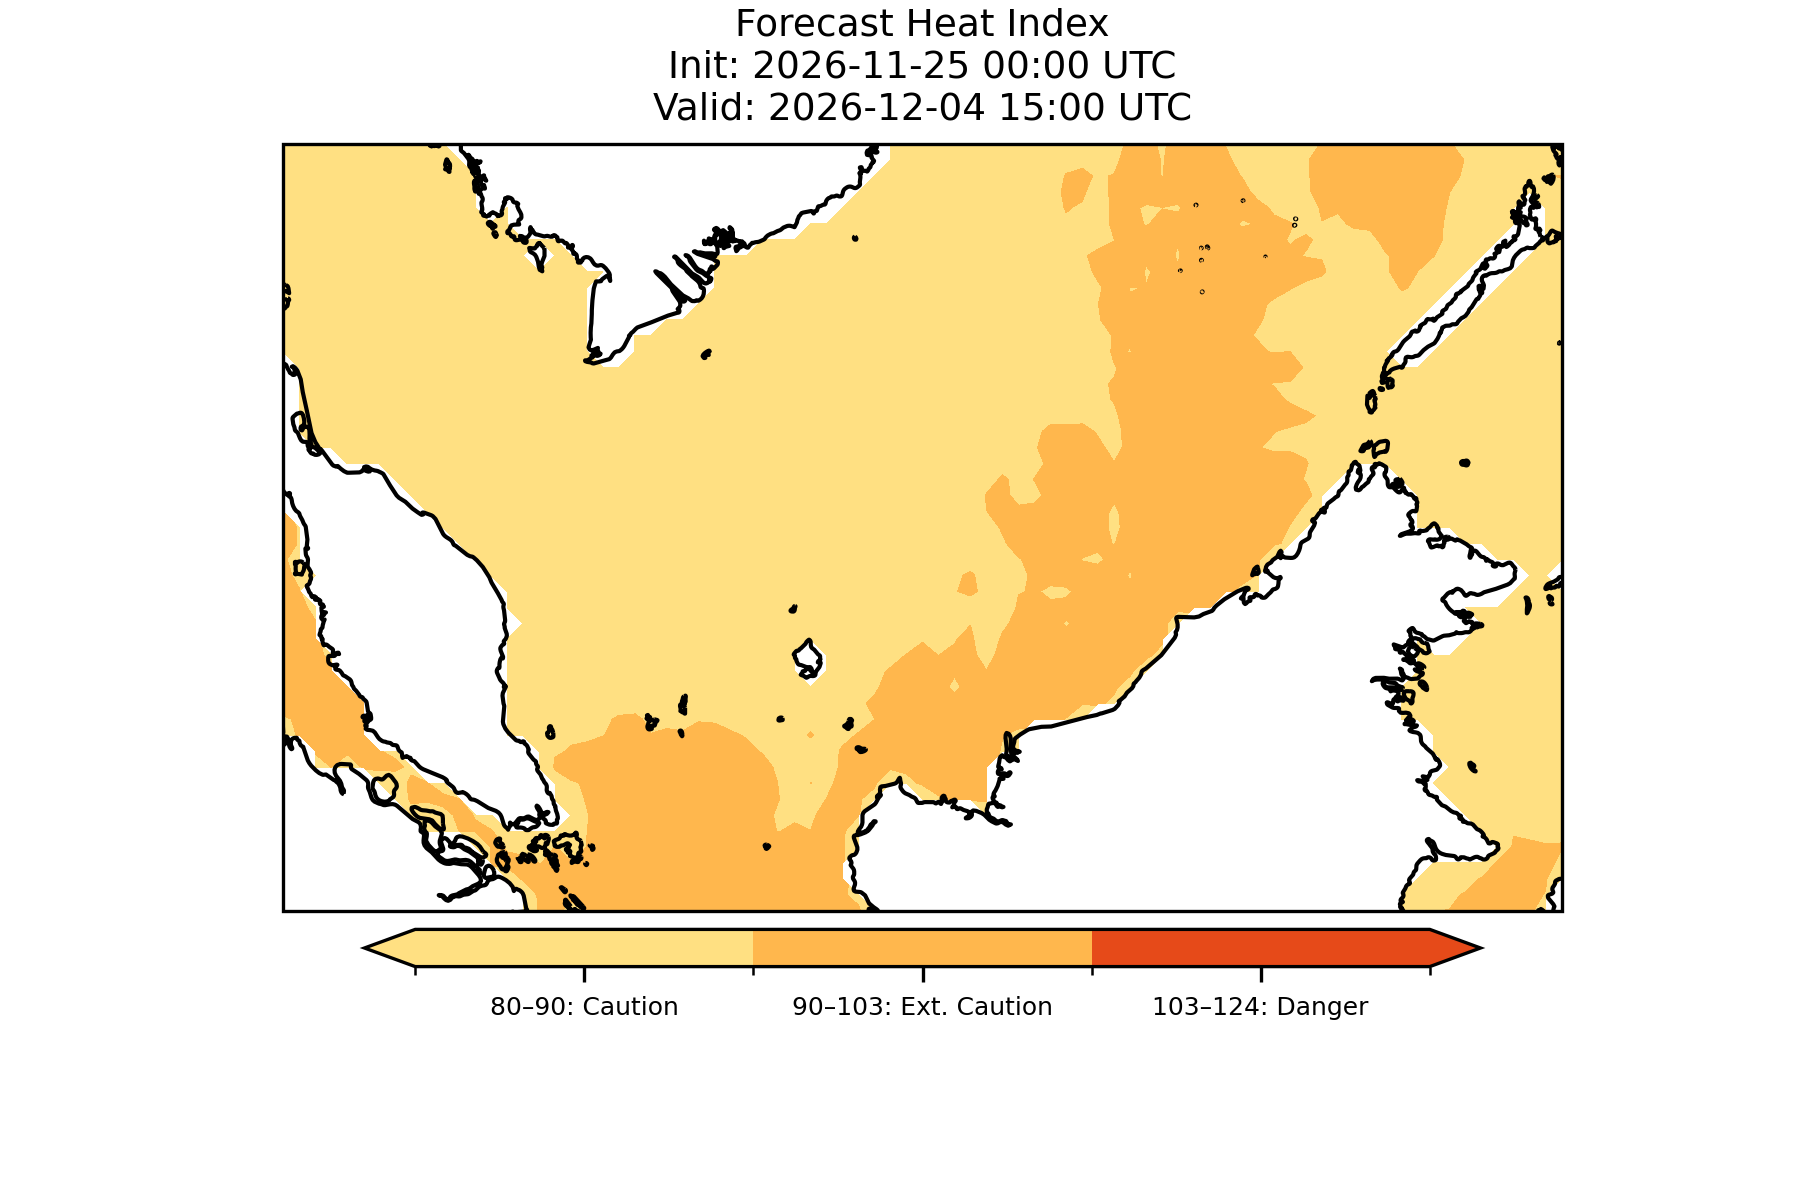 Forecast Heat Index
Init: 2026-11-25 00:00 UTC
Valid: 2026-12-04 15:00 UTC
80–90: Caution
90–103: Ext. Caution
103–124: Danger